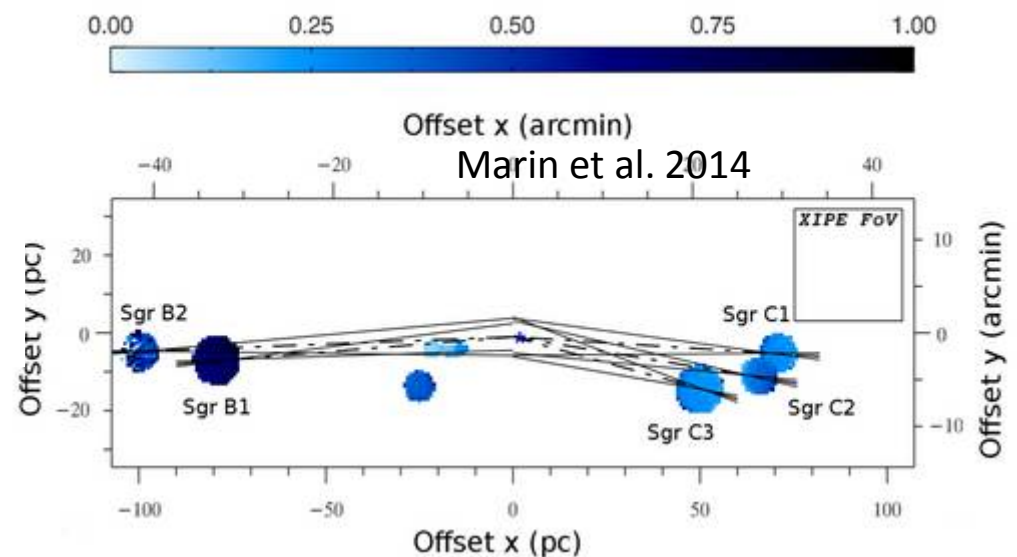 0.00 0.25 0.50 0.75 1.00
Offset x (arcmin)
Marin et al. 2014
−40 −20 0 20 40
XIPE FoV
20 0 −20
Offset y (pc)
10 0 −10
Offset y (arcmin)
Sgr B2
Sgr C1
Sgr B1
Sgr C2
Sgr C3
−100 −50 0 50 100
Offset x (pc)